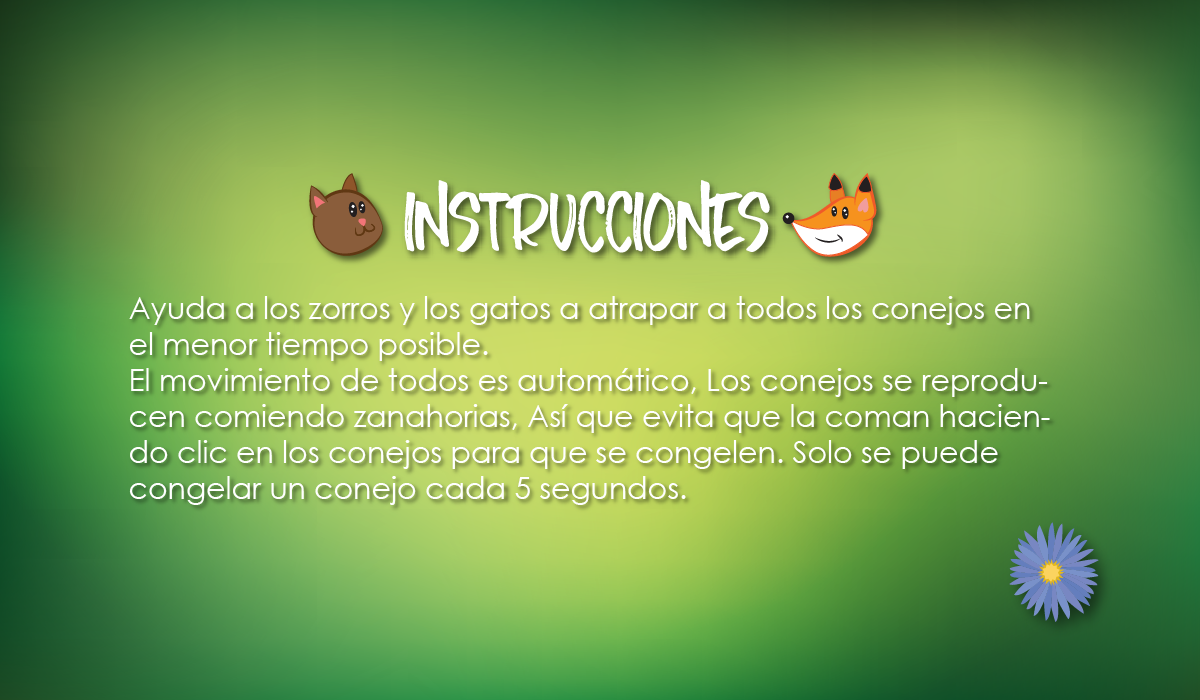 INSTRUCCIONES
Ayuda a los zorros y los gatos a atrapar a todos los conejos en
el menor tiempo posible.
El movimiento de todos es automático, Los conejos se reprodu-
cen comiendo zanahorias, Así que evita que la coman hacien-
do clic en los conejos para que se congelen. Solo se puede
congelar un conejo cada 5 segundos.